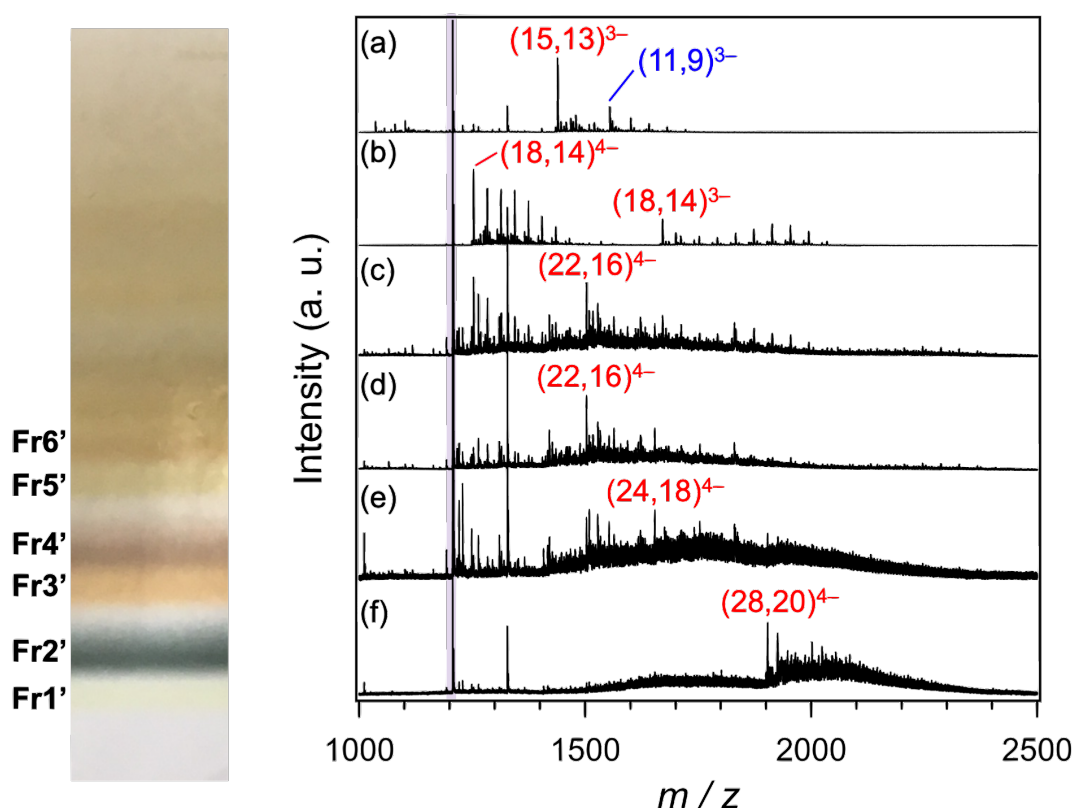 Fr6’
Fr5’
Fr4’
Fr3’
Fr2’
Fr1’
Intensity (a. u.)
(a)
(15,13)³⁻
(11,9)³⁻
(b)
(18,14)⁴⁻
(18,14)³⁻
(c)
(22,16)⁴⁻
(d)
(22,16)⁴⁻
(e)
(24,18)⁴⁻
(f)
(28,20)⁴⁻
1000 1500 2000 2500
m / z